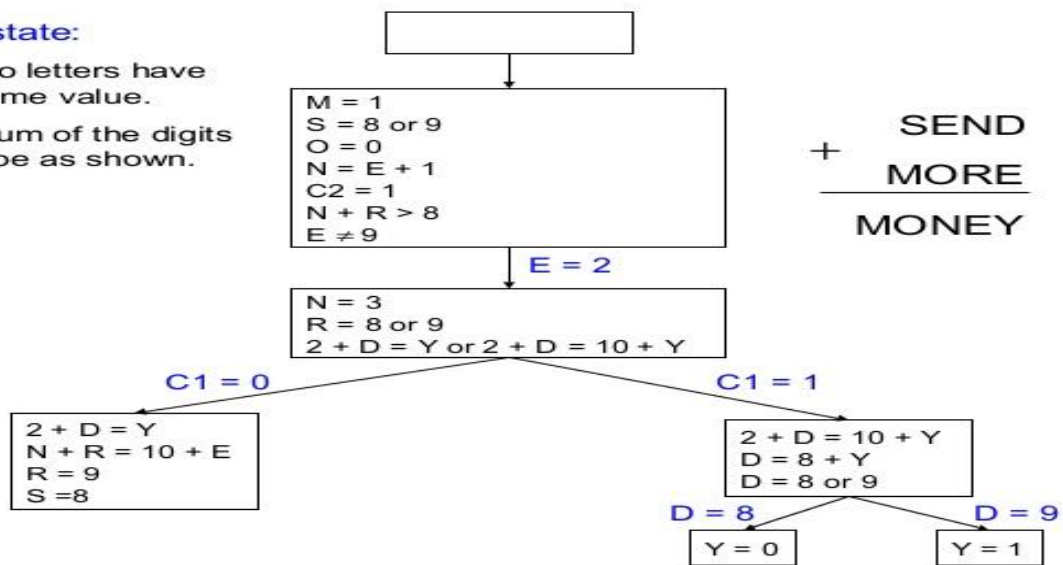 state:
o letters have
me value.
um of the digits
be as shown.
M = 1
S = 8 or 9
O = 0
N = E + 1
C2 = 1
N + R > 8
E ≠ 9
+ SEND
MORE
MONEY
E = 2
N = 3
R = 8 or 9
2 + D = Y or 2 + D = 10 + Y
C1 = 0
C1 = 1
2 + D = Y
N + R = 10 + E
R = 9
S =8
2 + D = 10 + Y
D = 8 + Y
D = 8 or 9
D = 8
D = 9
Y = 0
Y = 1